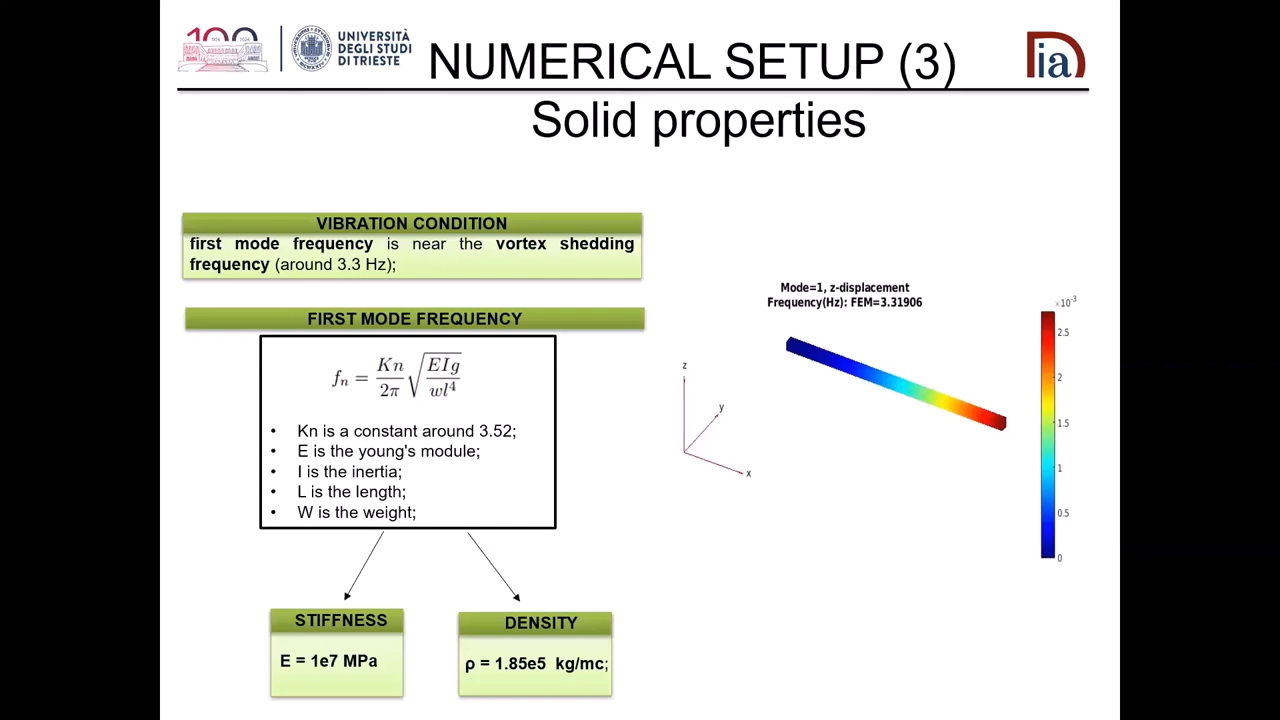 UNIVERSITÀ
DEGLI STUDI
DI TRIESTE
NUMERICAL SETUP (3)
Solid properties
dia
VIBRATION CONDITION
first mode frequency is near the vortex shedding
frequency (around 3.3 Hz);
FIRST MODE FREQUENCY
fn = Kn/2π √(EIg/wl⁴)
• Kn is a constant around 3.52;
• E is the young's module;
• I is the inertia;
• L is the length;
• W is the weight;
STIFFNESS
E = 1e7 MPa
DENSITY
ρ = 1.85e5 kg/mc;
Mode=1, z-displacement
Frequency(Hz): FEM=3.31906
z
y
x
×10⁻³
2.5
2
1.5
1
0.5
0